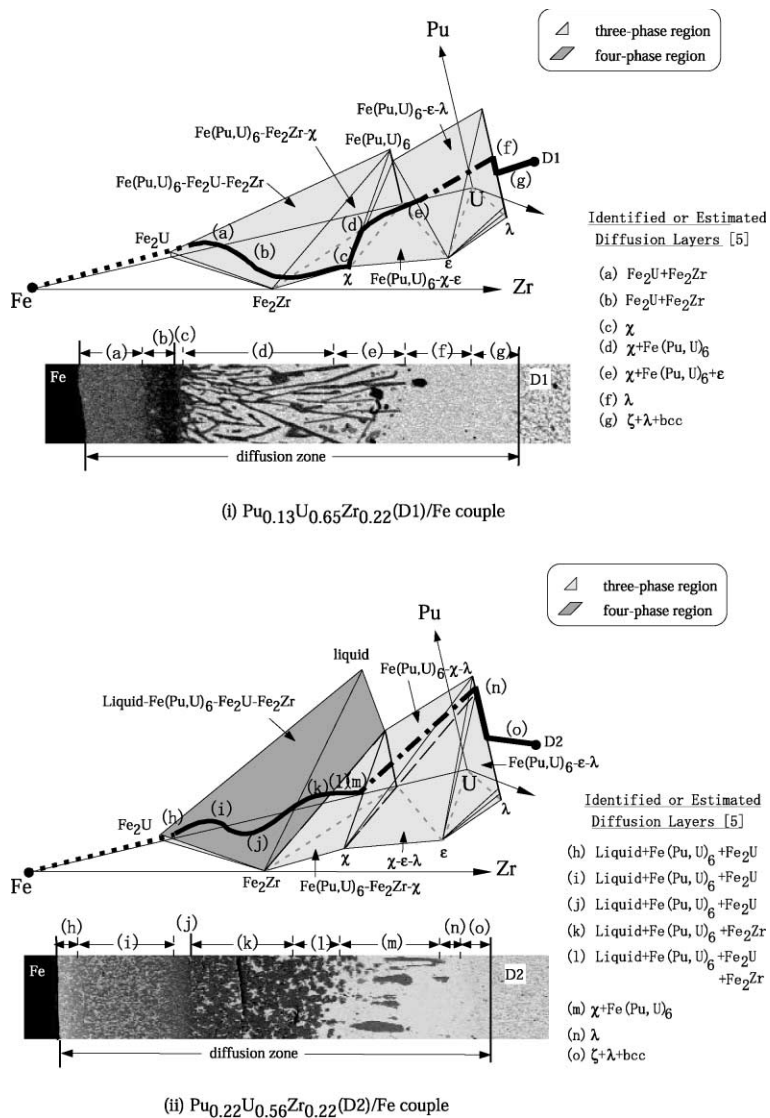 three-phase region
four-phase region
Pu
Fe(Pu,U)6-ε-λ
Fe(Pu,U)6-Fe2Zr-χ
Fe(Pu,U)6
Fe(Pu,U)6-Fe2U-Fe2Zr
(f)
D1
(g)
(e)
U
(d)
(a)
Fe2U
(b)
(c)
λ
ε
χ
Fe(Pu,U)6-χ-ε
Fe
Fe2Zr
Zr
Identified or Estimated
Diffusion Layers [5]
(a) Fe2U+Fe2Zr
(b) Fe2U+Fe2Zr
(c) χ
(d) χ+Fe(Pu,U)6
(e) χ+Fe(Pu,U)6+ε
(f) λ
(g) ζ+λ+bcc
(a) (b) (c) (d) (e) (f) (g)
Fe
D1
diffusion zone
(i) Pu0.13U0.65Zr0.22(D1)/Fe couple
three-phase region
four-phase region
Pu
liquid
Fe(Pu,U)6-χ-λ
Liquid-Fe(Pu,U)6-Fe2U-Fe2Zr
(n)
(o)
D2
Fe(Pu,U)6-ε-λ
U
(k) (l)(m)
Fe2U
(h)
(i)
(j)
λ
ε
χ
χ-ε-λ
Fe
Fe2Zr
Fe(Pu,U)6-Fe2Zr-χ
Zr
Identified or Estimated
Diffusion Layers [5]
(h) Liquid+Fe(Pu,U)6+Fe2U
(i) Liquid+Fe(Pu,U)6+Fe2U
(j) Liquid+Fe(Pu,U)6+Fe2U
(k) Liquid+Fe(Pu,U)6+Fe2Zr
(l) Liquid+Fe(Pu,U)6+Fe2U
+Fe2Zr
(m) χ+Fe(Pu,U)6
(n) λ
(o) ζ+λ+bcc
(h) (i) (j) (k) (l) (m) (n) (o)
Fe
D2
diffusion zone
(ii) Pu0.22U0.56Zr0.22(D2)/Fe couple